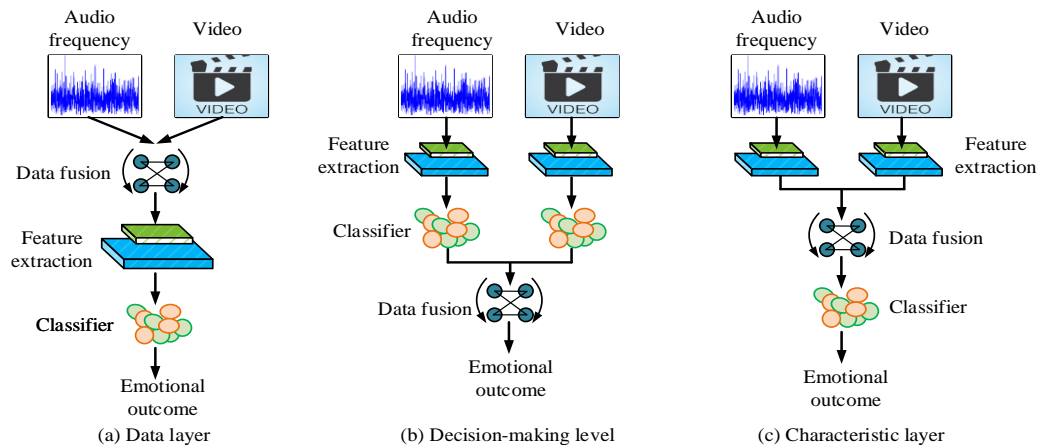 Audio
frequency
Video
VIDEO
Data fusion
Feature
extraction
Classifier
Emotional
outcome
(a) Data layer
Audio
frequency
Video
VIDEO
Feature
extraction
Classifier
Data fusion
Emotional
outcome
(b) Decision-making level
Audio
frequency
Video
VIDEO
Feature
extraction
Data fusion
Classifier
Emotional
outcome
(c) Characteristic layer